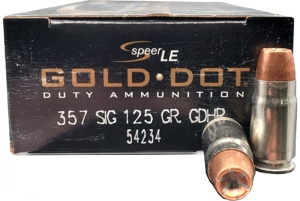 speer LE
GOLD DOT
DUTY AMMUNITION
357 SIG 125 GR. GDHP
54234